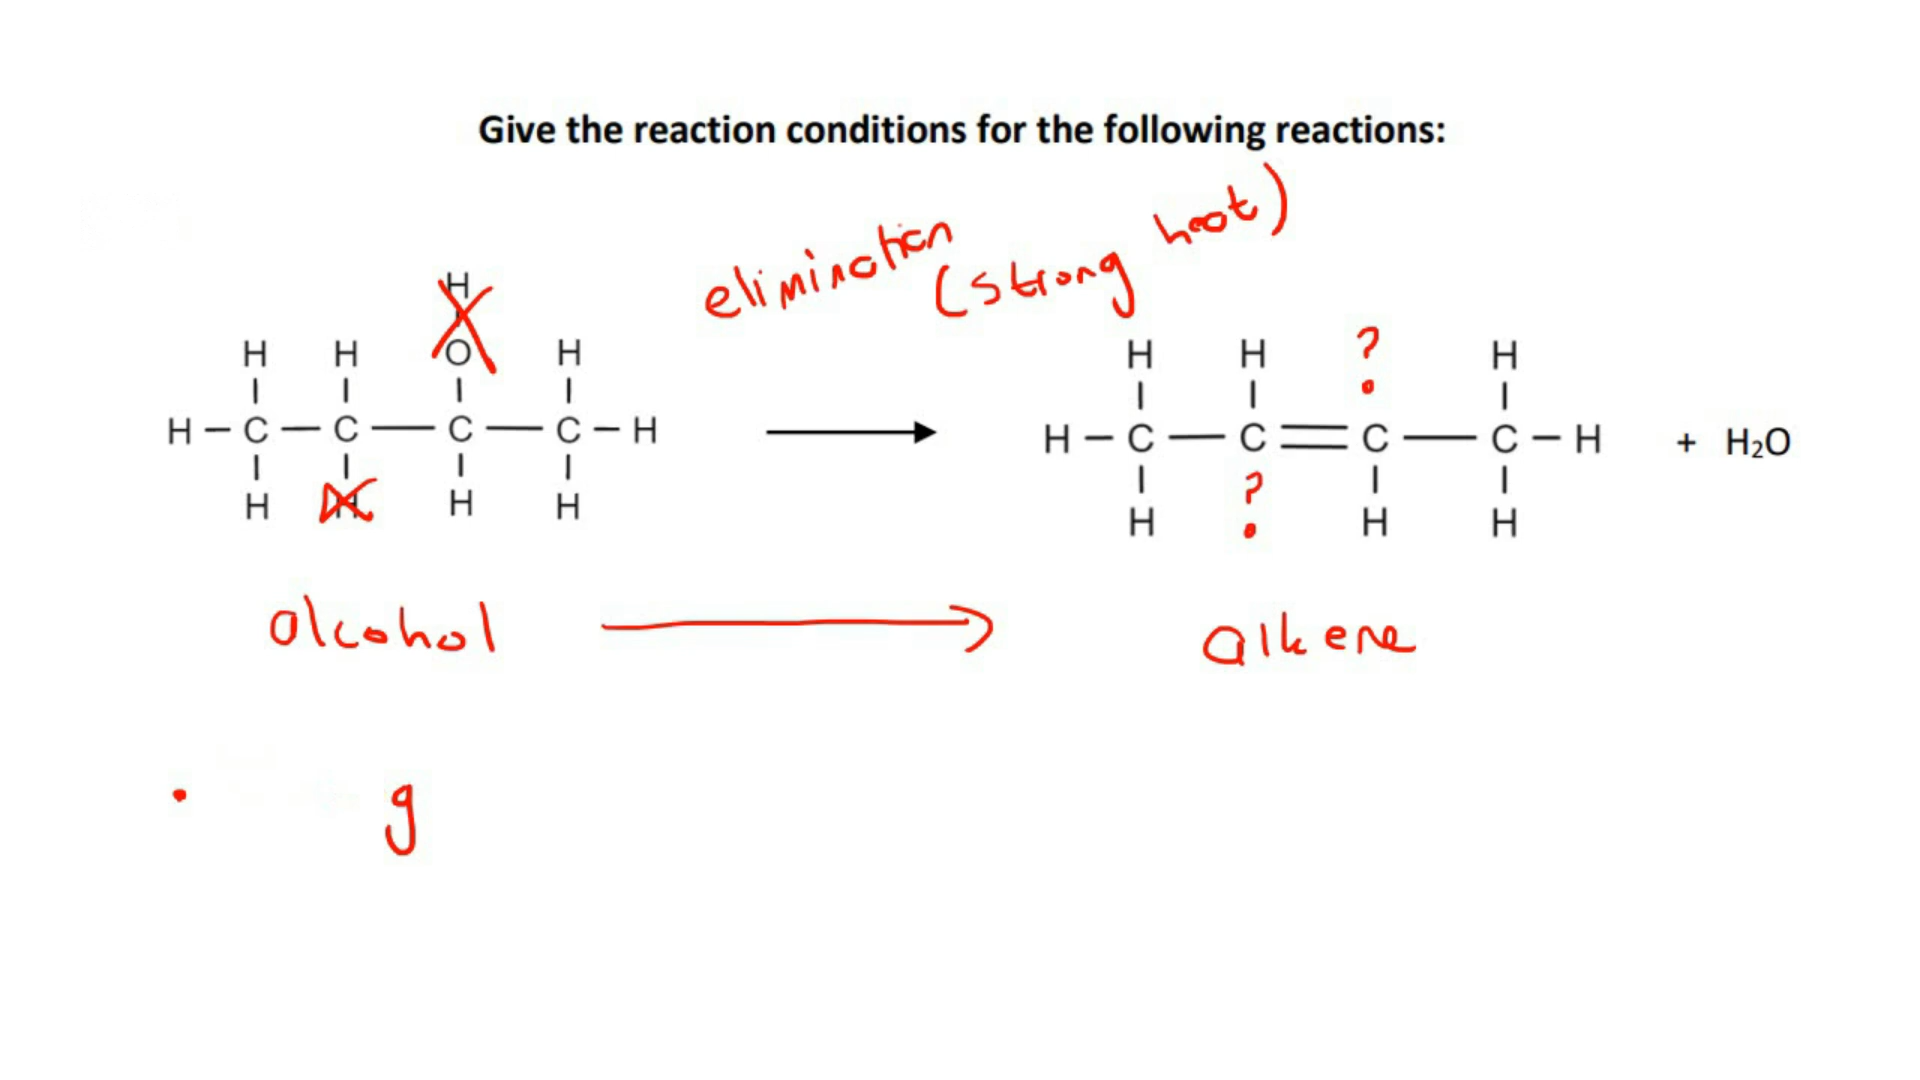 Give the reaction conditions for the following reactions:
elimination (strong heat)
H
H H O H ? H H ? H
H – C – C – C – C – H H – C – C = C – C – H + H₂O
H H H H H ? H H
alcohol alkene
g